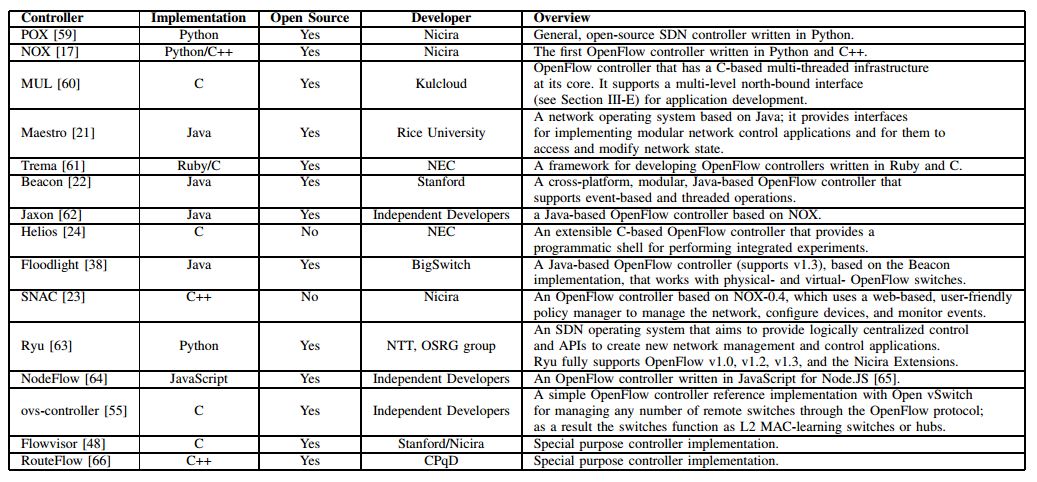 Controller Implementation Open Source Developer Overview
POX [59] Python Yes Nicira General, open-source SDN controller written in Python.
NOX [17] Python/C++ Yes Nicira The first OpenFlow controller written in Python and C++.
OpenFlow controller that has a C-based multi-threaded infrastructure
MUL [60] C Yes Kulcloud at its core. It supports a multi-level north-bound interface
(see Section III-E) for application development.
A network operating system based on Java; it provides interfaces
Maestro [21] Java Yes Rice University for implementing modular network control applications and for them to
access and modify network state.
Trema [61] Ruby/C Yes NEC A framework for developing OpenFlow controllers written in Ruby and C.
Beacon [22] Java Yes Stanford A cross-platform, modular, Java-based OpenFlow controller that
supports event-based and threaded operations.
Jaxon [62] Java Yes Independent Developers a Java-based OpenFlow controller based on NOX.
Helios [24] C No NEC An extensible C-based OpenFlow controller that provides a
programmatic shell for performing integrated experiments.
Floodlight [38] Java Yes BigSwitch A Java-based OpenFlow controller (supports v1.3), based on the Beacon
implementation, that works with physical- and virtual- OpenFlow switches.
SNAC [23] C++ No Nicira An OpenFlow controller based on NOX-0.4, which uses a web-based, user-friendly
policy manager to manage the network, configure devices, and monitor events.
An SDN operating system that aims to provide logically centralized control
Ryu [63] Python Yes NTT, OSRG group and APIs to create new network management and control applications.
Ryu fully supports OpenFlow v1.0, v1.2, v1.3, and the Nicira Extensions.
NodeFlow [64] JavaScript Yes Independent Developers An OpenFlow controller written in JavaScript for Node.JS [65].
A simple OpenFlow controller reference implementation with Open vSwitch
ovs-controller [55] C Yes Independent Developers for managing any number of remote switches through the OpenFlow protocol;
as a result the switches function as L2 MAC-learning switches or hubs.
Flowvisor [48] C Yes Stanford/Nicira Special purpose controller implementation.
RouteFlow [66] C++ Yes CPqD Special purpose controller implementation.